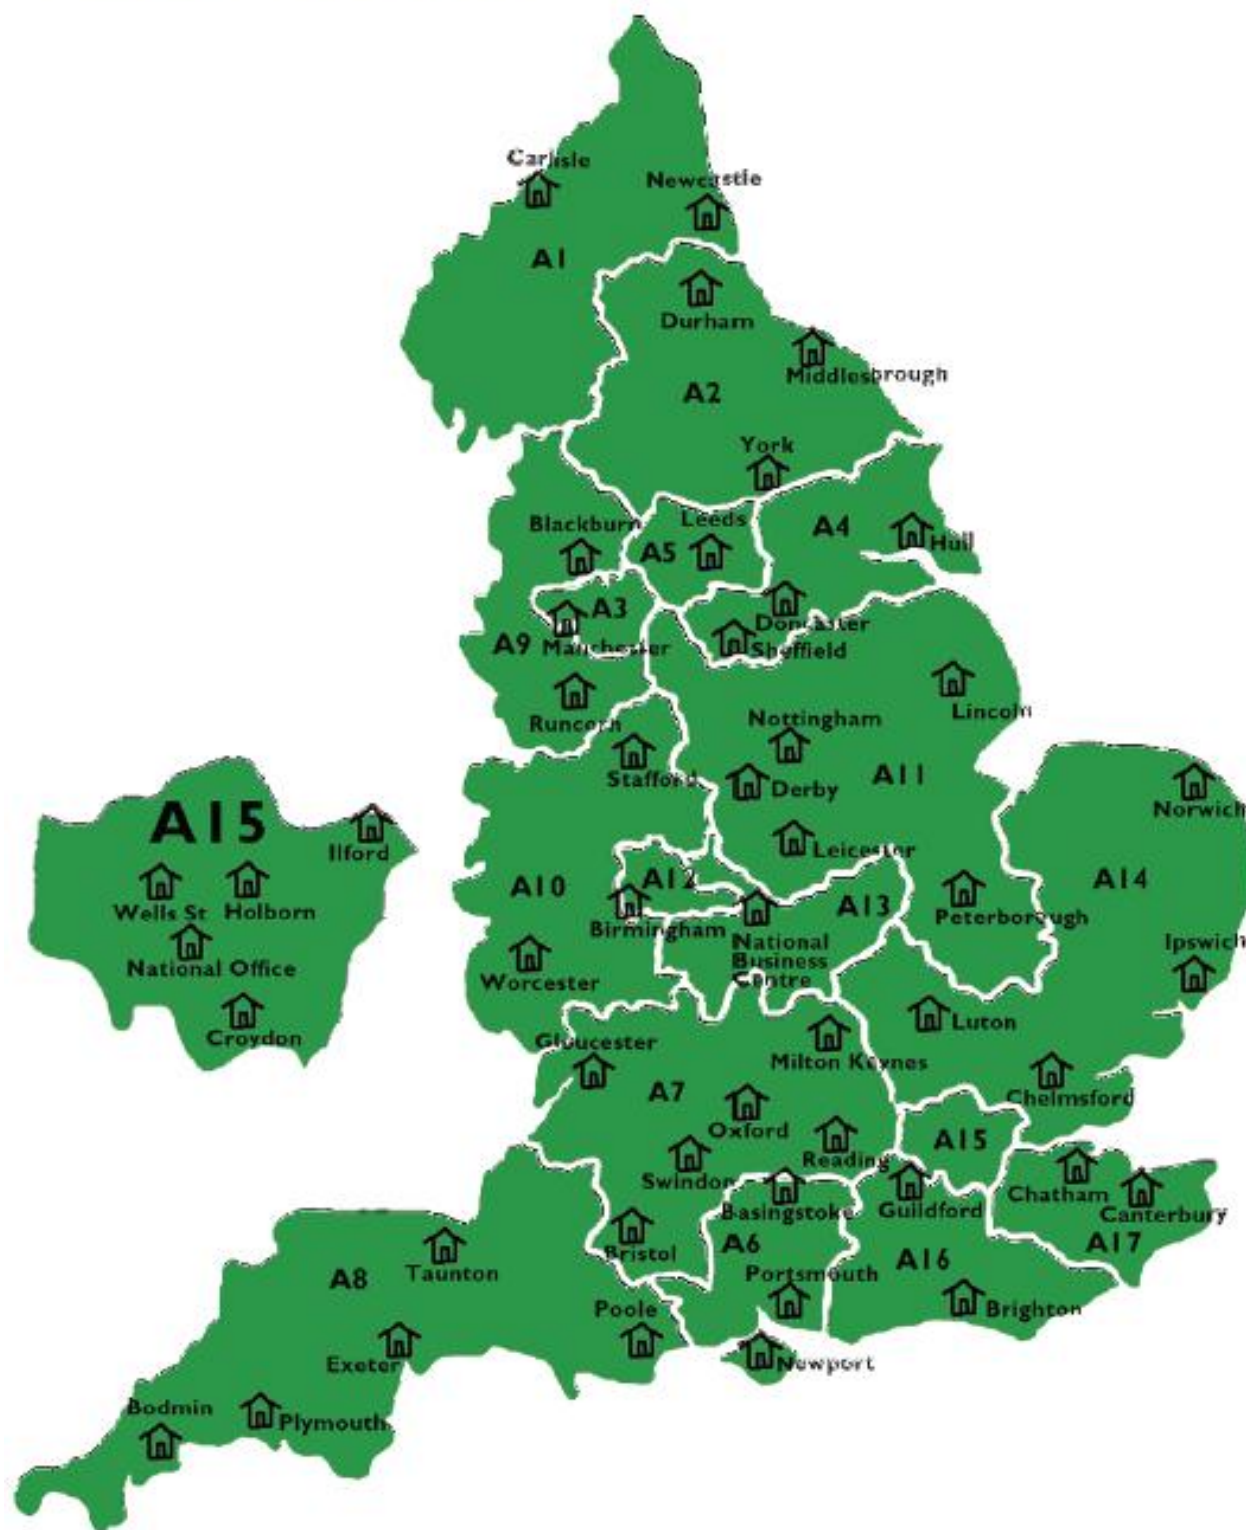 Carlisle
Newcastle
A1
Durham
Middlesbrough
A2
York
Blackburn
Leeds
A4
A5
Hull
A3
Doncaster
A9
Manchester
Sheffield
Runcorn
Lincoln
Nottingham
Stafford
A11
Derby
Norwich
A15
Ilford
Leicester
A10
A12
A14
Wells St
Holborn
Birmingham
A13
Peterborough
National Office
Worcester
National
Business
Centre
Ipswich
Croydon
Luton
Gloucester
Milton Keynes
A7
Chelmsford
Oxford
A15
Swindon
Reading
Chatham
Basingstoke
Guildford
Canterbury
A6
A17
Bristol
A16
A8
Taunton
Portsmouth
Poole
Brighton
Exeter
Newport
Bodmin
Plymouth